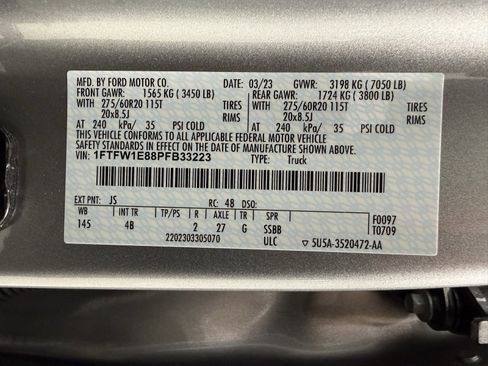 MFD. BY FORD MOTOR CO. DATE: 03/23 GVWR: 3198 KG ( 7050 LB)
FRONT GAWR: 1565 KG ( 3450 LB) REAR GAWR: 1724 KG ( 3800 LB)
WITH 275/60R20 115T TIRES WITH 275/60R20 115T TIRES
20x8.5J RIMS 20x8.5J RIMS
AT 240 kPa/ 35 PSI COLD AT 240 kPa/ 35 PSI COLD
THIS VEHICLE CONFORMS TO ALL APPLICABLE FEDERAL MOTOR VEHICLE
SAFETY STANDARDS IN EFFECT ON THE DATE OF MANUFACTURE SHOWN ABOVE.
VIN: 1FTFW1E88PFB33223 TYPE: Truck
EXT PNT: JS RC: 48 DSO:
WB INT TR TP/PS R AXLE TR SPR F0097
145 4B 2 27 G SSBB T0709
2202303305070 ULC ▽ 5U5A-3520472-AA